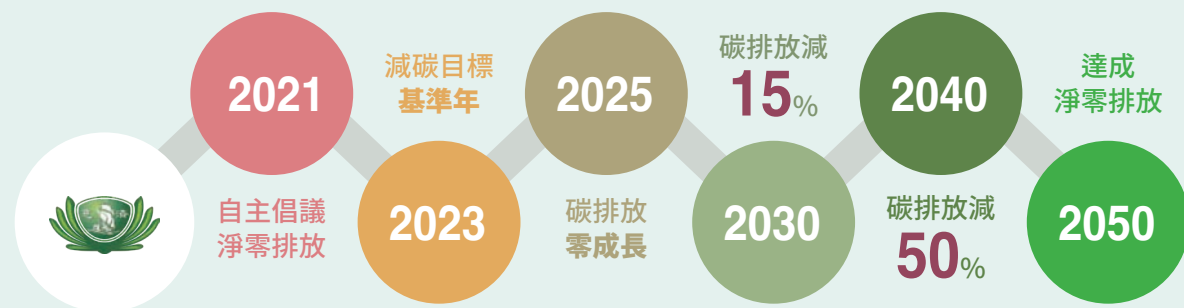 2021
自主倡議
淨零排放
減碳目標
基準年
2023
2025
碳排放
零成長
碳排放減
15%
2030
2040
碳排放減
50%
達成
淨零排放
2050